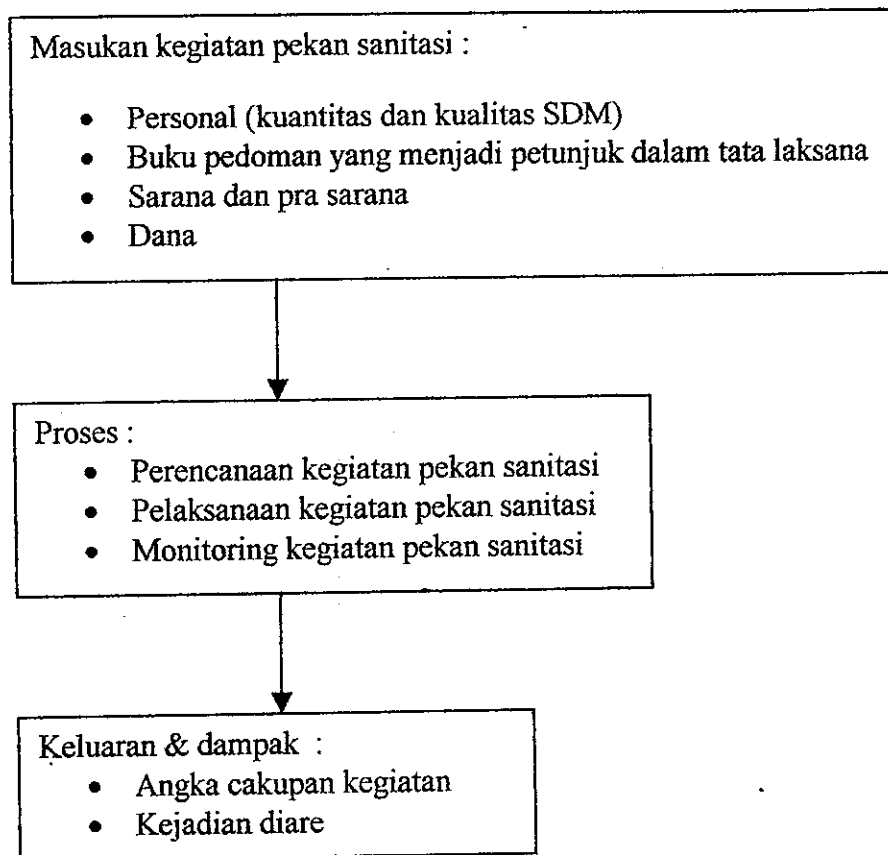 Masukan kegiatan pekan sanitasi :
• Personal (kuantitas dan kualitas SDM)
• Buku pedoman yang menjadi petunjuk dalam tata laksana
• Sarana dan pra sarana
• Dana
Proses :
• Perencanaan kegiatan pekan sanitasi
• Pelaksanaan kegiatan pekan sanitasi
• Monitoring kegiatan pekan sanitasi
Keluaran & dampak :
• Angka cakupan kegiatan
• Kejadian diare